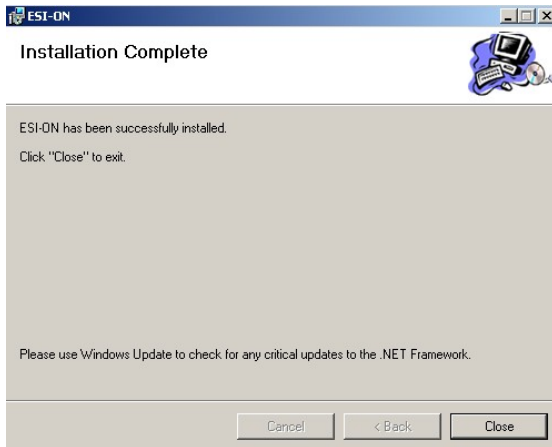 ESI-ON
Installation Complete
ESI-ON has been successfully installed.
Click "Close" to exit.
Please use Windows Update to check for any critical updates to the .NET Framework.
Cancel < Back Close